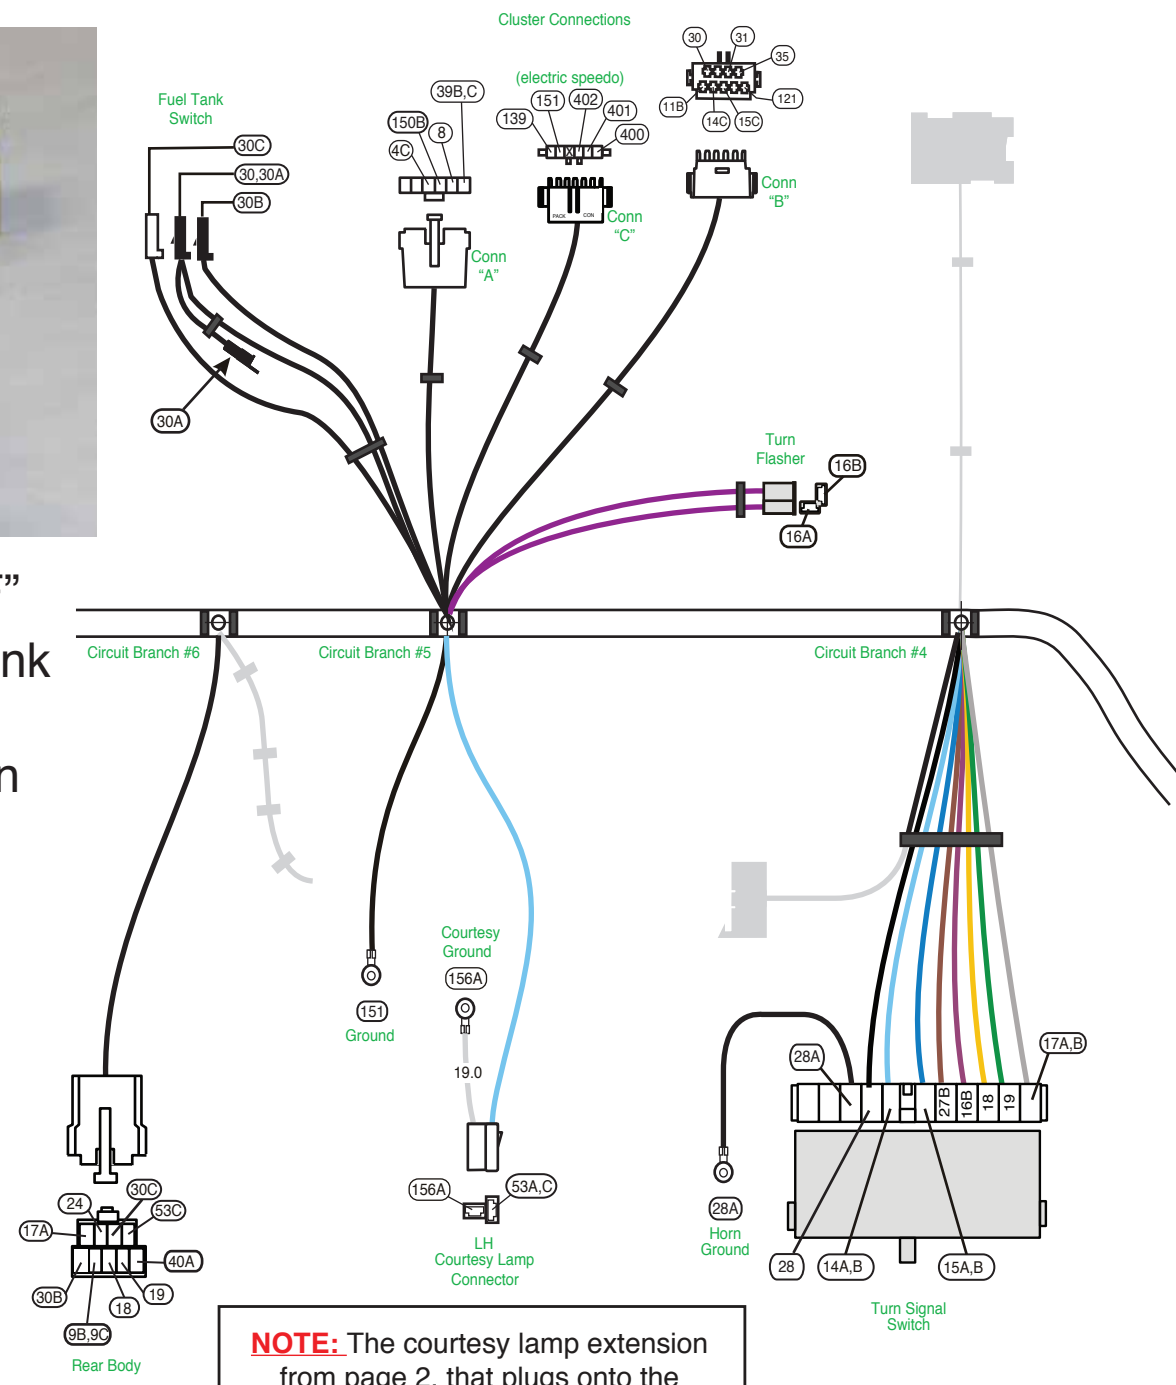 Cluster Connections
30
31
35
(electric speedo)
39B,C
151
402
401
139
400
11B
14C
15C
121
Fuel Tank
Switch
150B
8
4C
30C
30,30A
30B
Conn
“B”
PACK
CON
Conn
“C”
Conn
“A”
30A
Turn
Flasher
16B
16A
”
nk
n
Circuit Branch #6
Circuit Branch #5
Circuit Branch #4
Courtesy
Ground
156A
151
Ground
19.0
28A
17A,B
27B
16B
18
19
156A
53A,C
LH
Courtesy Lamp
Connector
28A
Horn
Ground
28
14A,B
15A,B
Turn Signal
Switch
30C
24
53C
17A
40A
30B
19
18
9B,9C
Rear Body
NOTE: The courtesy lamp extension
from page 2, that plugs onto the